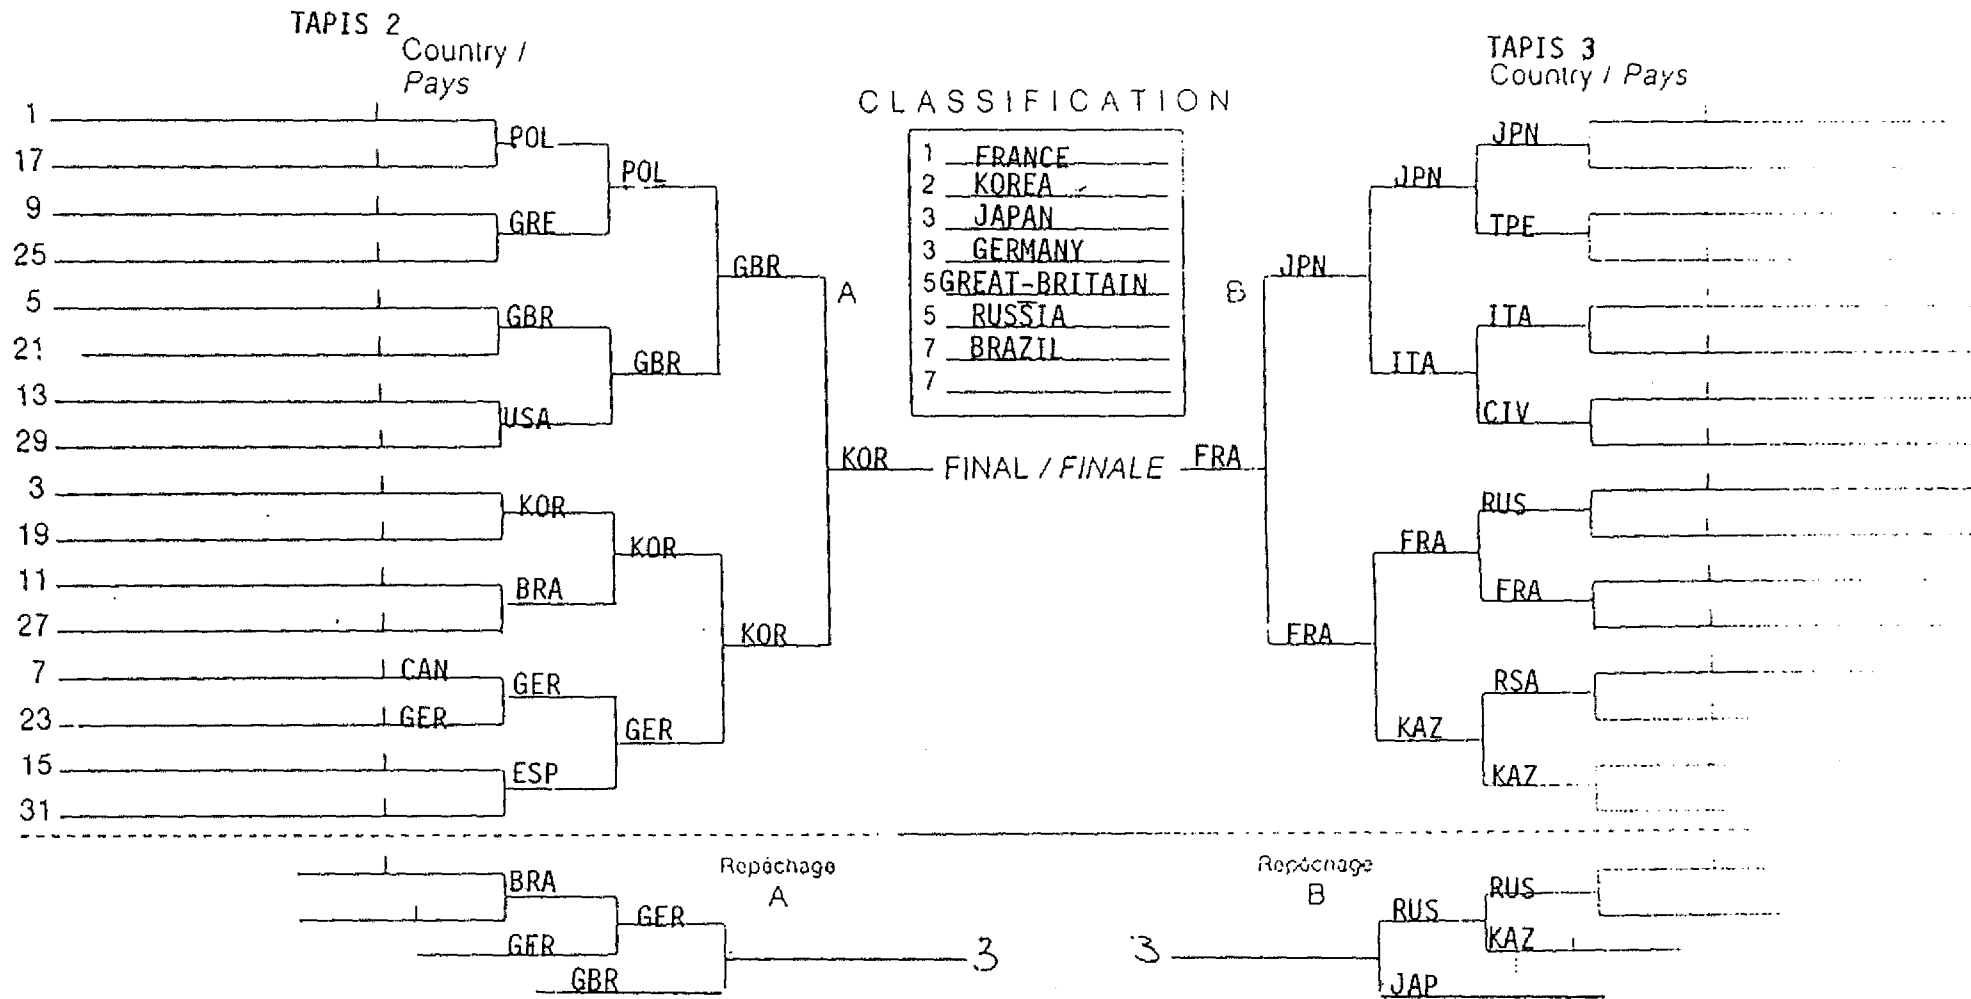 TAPIS 2
Country /
Pays
1
17
9
25
5
21
13
29
3
19
11
27
7 CAN
23 GER
15
31
POL
GRE
GBR
USA
KOR
BRA
GER
ESP
POL
GBR
KOR
GER
GBR
KOR
A
KOR
CLASSIFICATION
1 FRANCE
2 KOREA
3 JAPAN
3 GERMANY
5 GREAT-BRITAIN
5 RUSSIA
7 BRAZIL
7
FINAL / FINALE
TAPIS 3
Country / Pays
FRA
B
JPN
FRA
JPN
ITA
FRA
KAZ
JPN
TPE
ITA
CIV
RUS
FRA
RSA
KAZ
Repéchage
A
BRA
GER
GER
GBR
3
Repéchage
B
3
RUS
JAP
RUS
KAZ